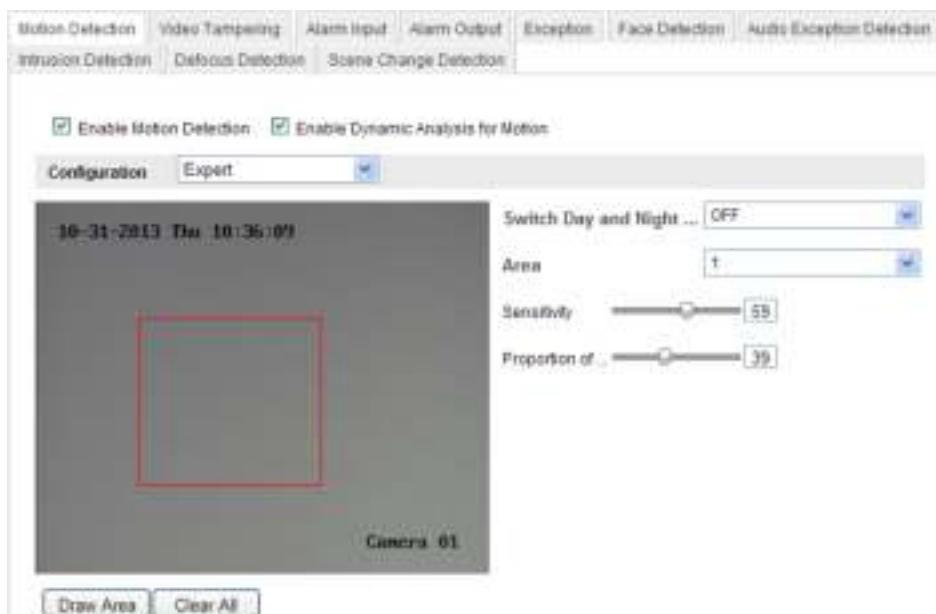 Motion Detection Video Tampering Alarm Input Alarm Output Exception Face Detection Audio Exception Detection
Intrusion Detection Defocus Detection Scene Change Detection
Enable Motion Detection Enable Dynamic Analysis for Motion
Configuration Expert
10-31-2013 Thu 10:36:09
Switch Day and Night ... OFF
Area 1
Sensitivity 59
Proportion of ... 39
Camera 01
Draw Area Clear All